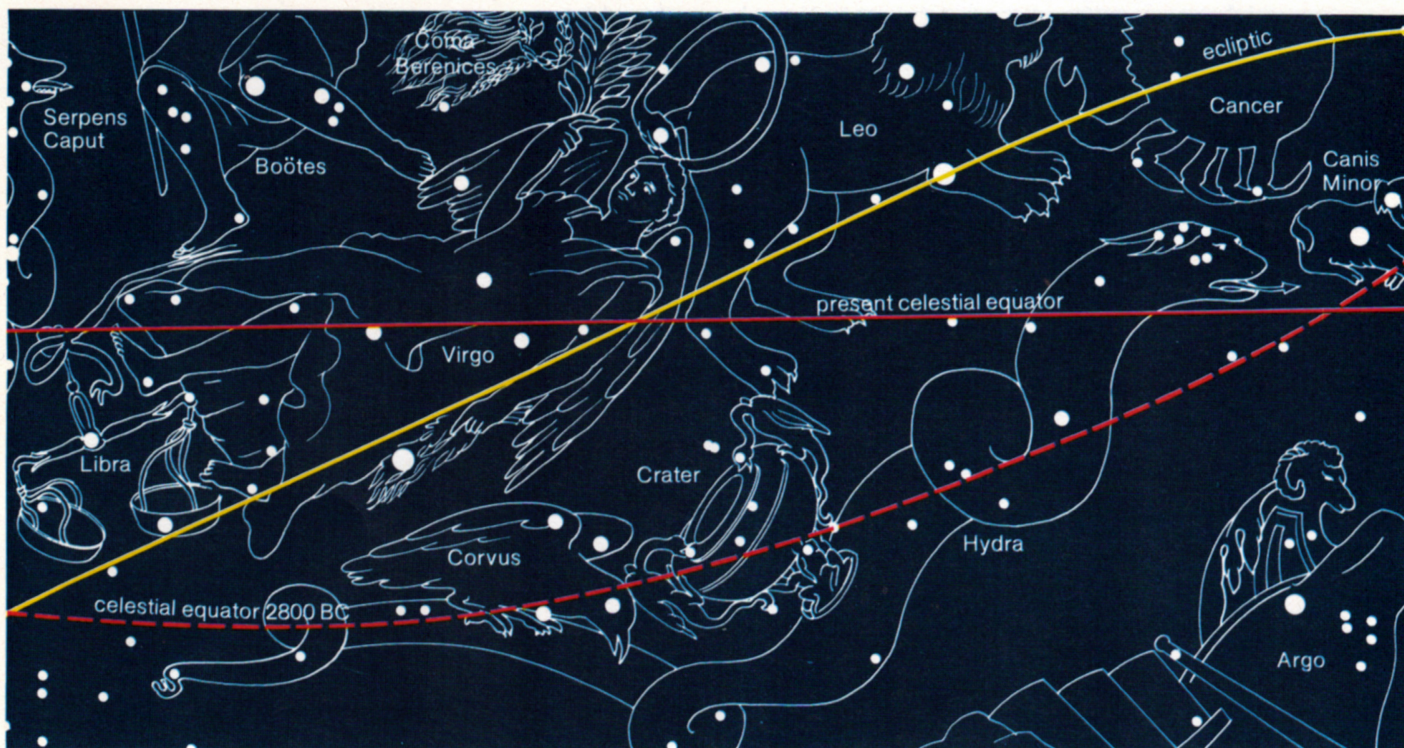 Coma
Berenices
ecliptic
Serpens
Caput
Boötes
Leo
Cancer
Canis
Minor
present celestial equator
Virgo
Libra
Crater
Corvus
Hydra
celestial equator 2800 BC
Argo